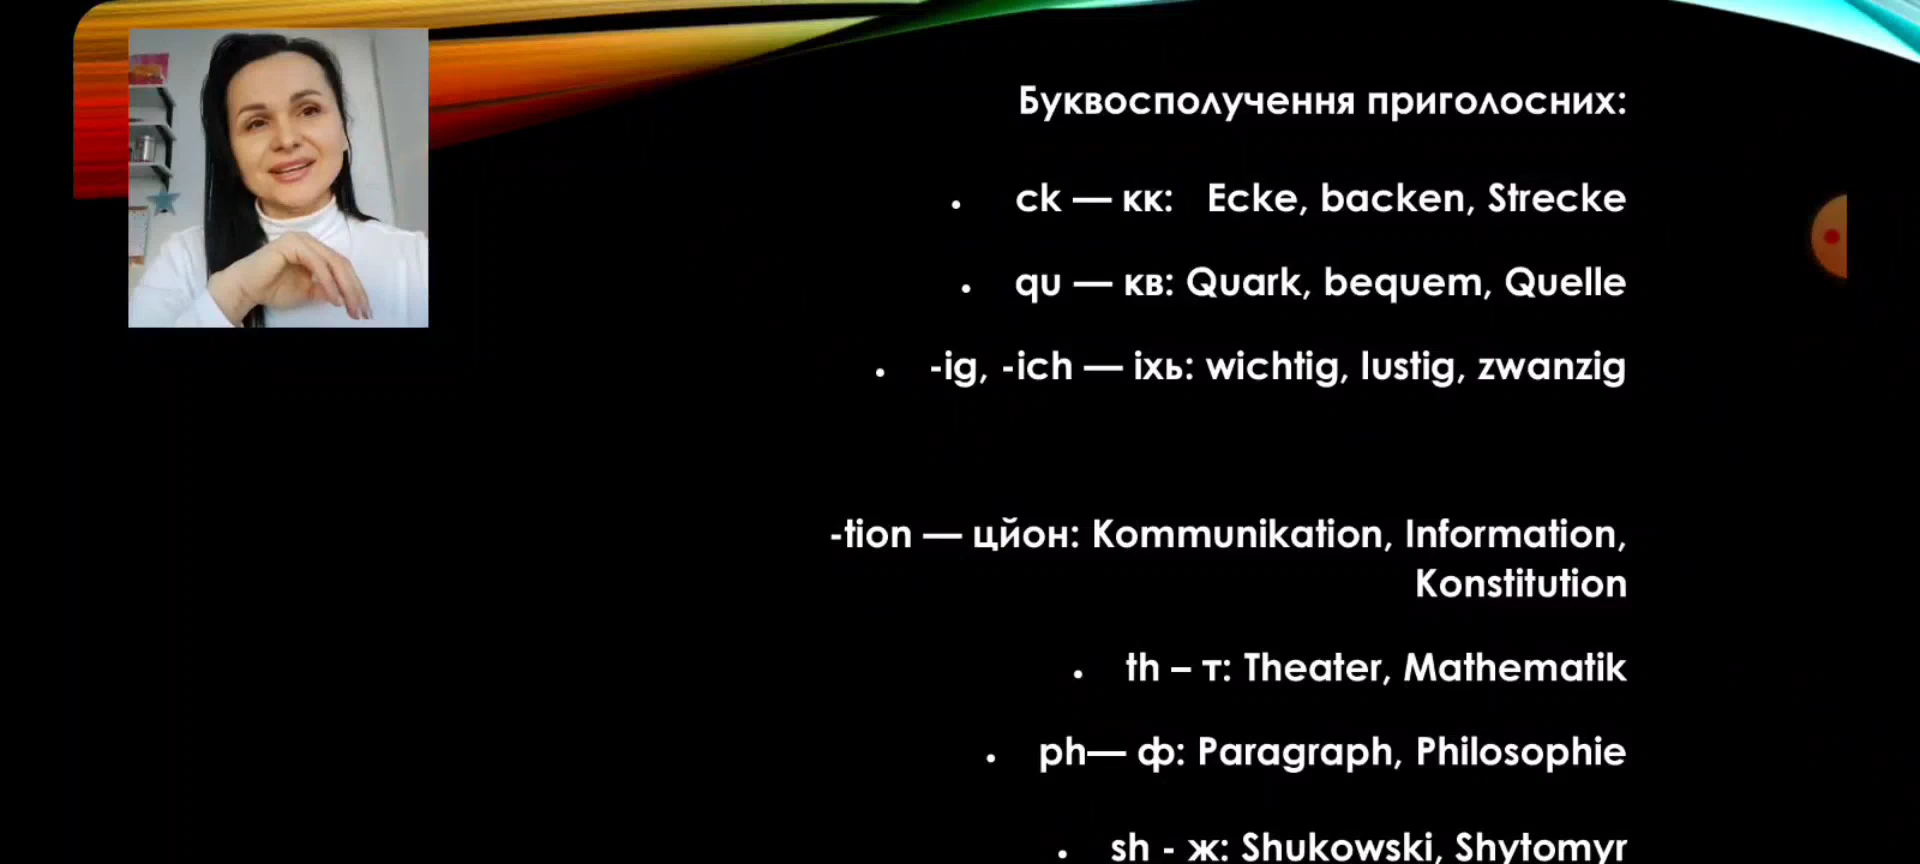 Буквосполучення приголосних:
• ck — кк: Ecke, backen, Strecke
• qu — кв: Quark, bequem, Quelle
• -ig, -ich — іхь: wichtig, lustig, zwanzig
-tion — цйон: Kommunikation, Information,
Konstitution
• th – т: Theater, Mathematik
• ph— ф: Paragraph, Philosophie
• sh - ж: Shukowski, Shytomyr